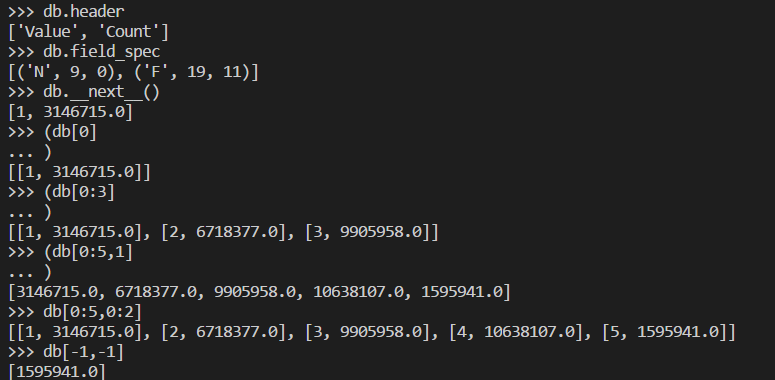 >>> db.header
['Value', 'Count']
>>> db.field_spec
[('N', 9, 0), ('F', 19, 11)]
>>> db.__next__()
[1, 3146715.0]
>>> (db[0]
... )
[[1, 3146715.0]]
>>> (db[0:3]
... )
[[1, 3146715.0], [2, 6718377.0], [3, 9905958.0]]
>>> (db[0:5,1]
... )
[3146715.0, 6718377.0, 9905958.0, 10638107.0, 1595941.0]
>>> db[0:5,0:2]
[[1, 3146715.0], [2, 6718377.0], [3, 9905958.0], [4, 10638107.0], [5, 1595941.0]]
>>> db[-1,-1]
[1595941.0]